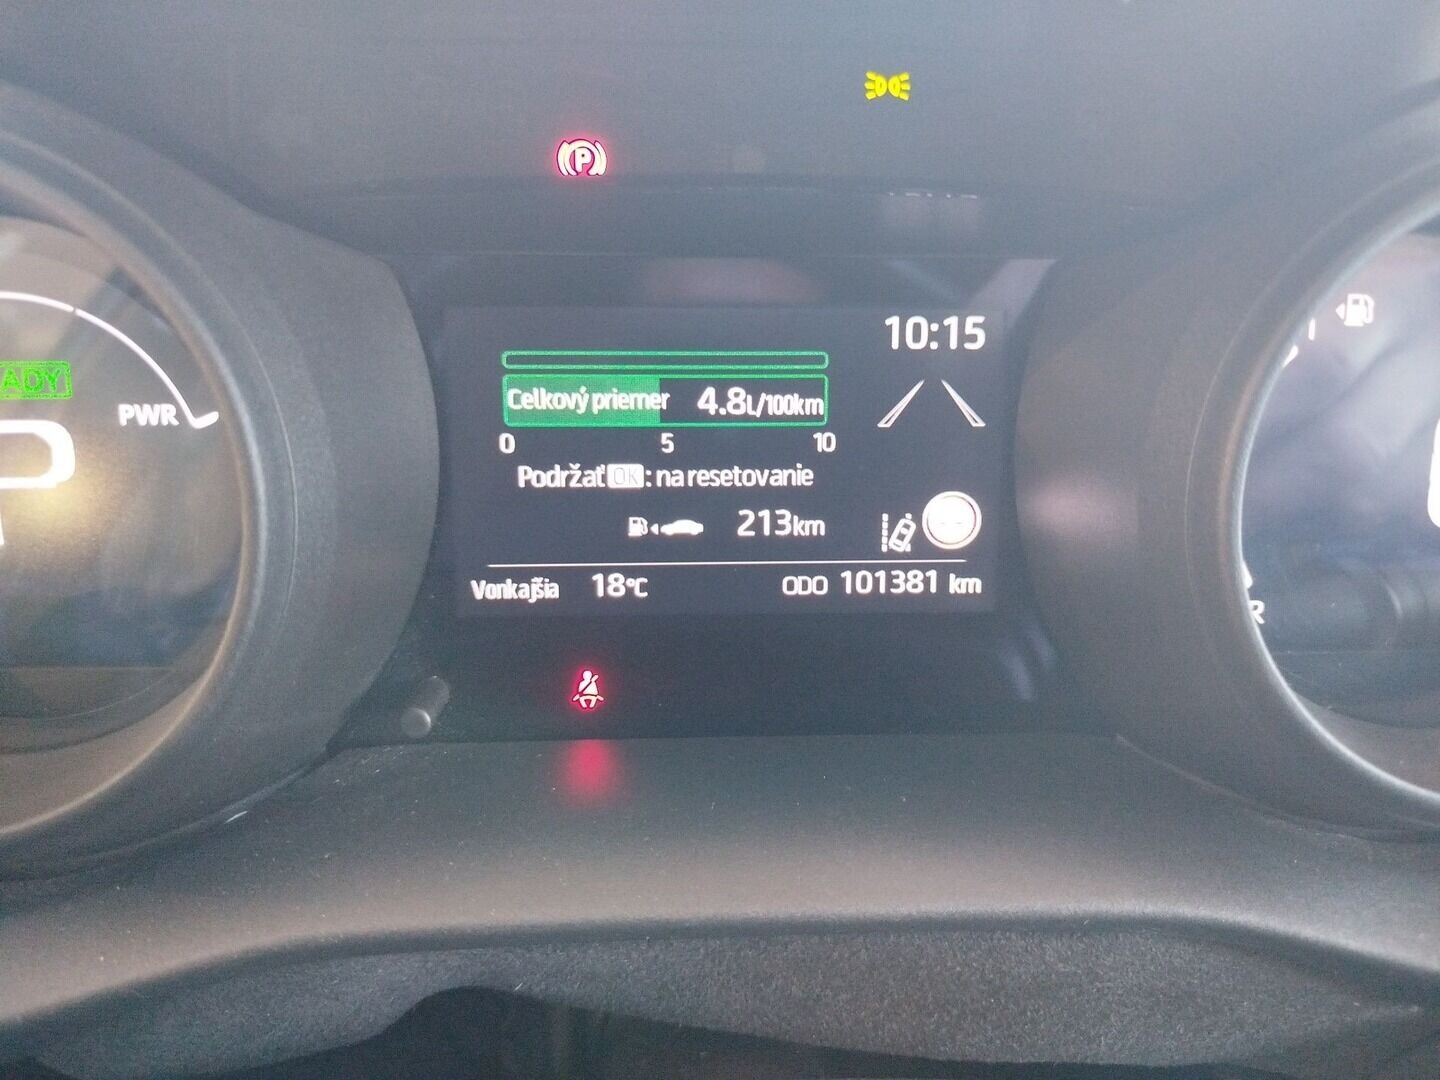 P
10:15
ADY
PWR
P
Celkový priemer 4.8L/100km
0 5 10
Podržať OK : na resetovanie
213km
Vonkajšia 18°C ODO 101381 km
R